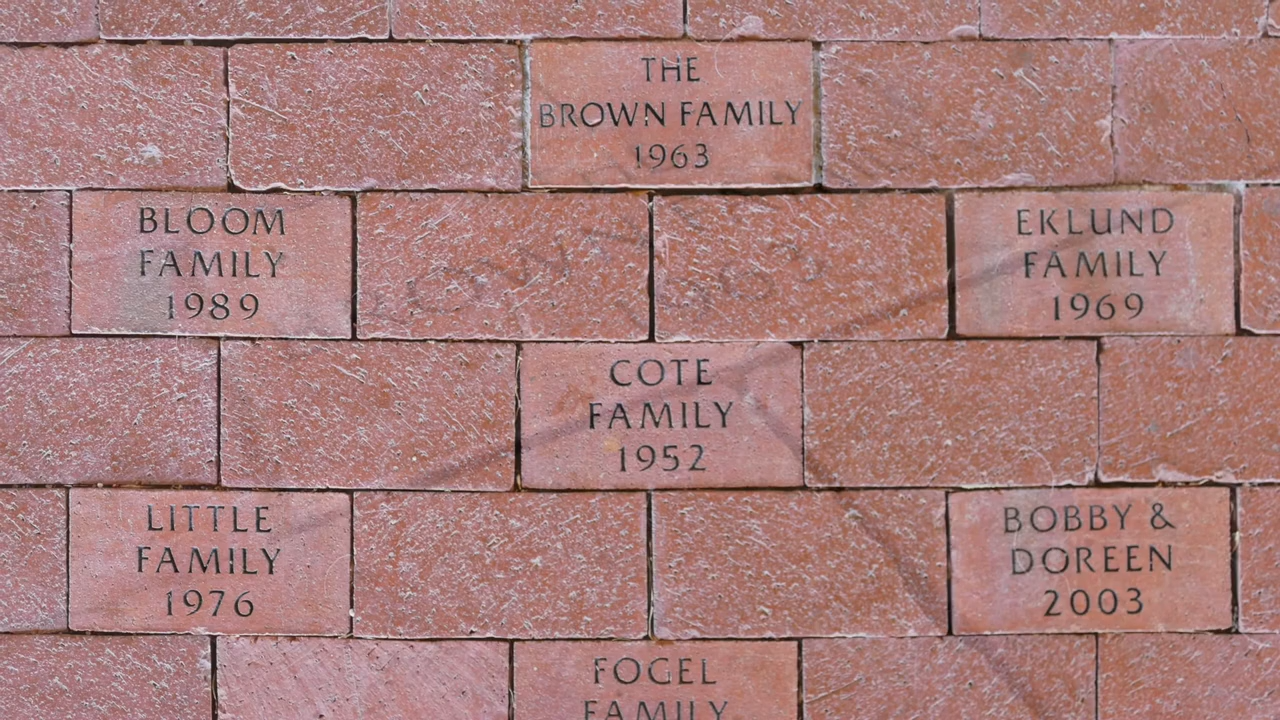 THE
BROWN FAMILY
1963
BLOOM
FAMILY
1989
EKLUND
FAMILY
1969
COTE
FAMILY
1952
LITTLE
FAMILY
1976
BOBBY &
DOREEN
2003
FOGEL
FAMILY